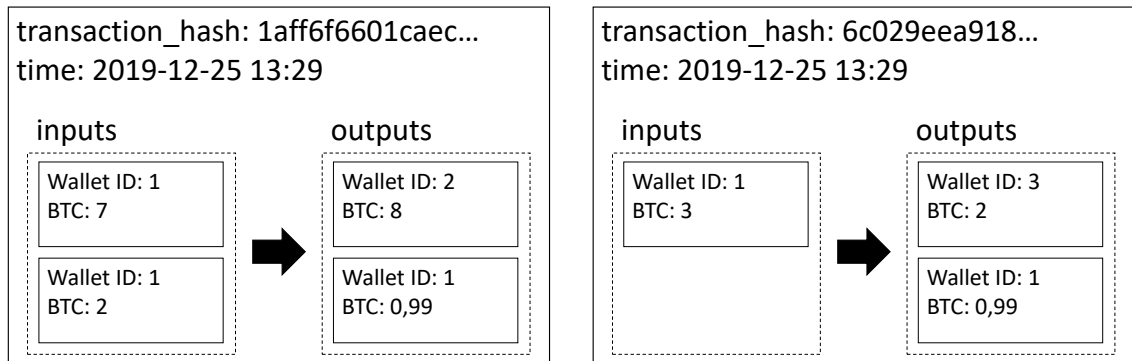 transaction_hash: 1aff6f6601caec...
time: 2019-12-25 13:29
inputs
outputs
Wallet ID: 1
BTC: 7
Wallet ID: 1
BTC: 2
Wallet ID: 2
BTC: 8
Wallet ID: 1
BTC: 0,99
transaction_hash: 6c029eea918...
time: 2019-12-25 13:29
inputs
outputs
Wallet ID: 1
BTC: 3
Wallet ID: 3
BTC: 2
Wallet ID: 1
BTC: 0,99